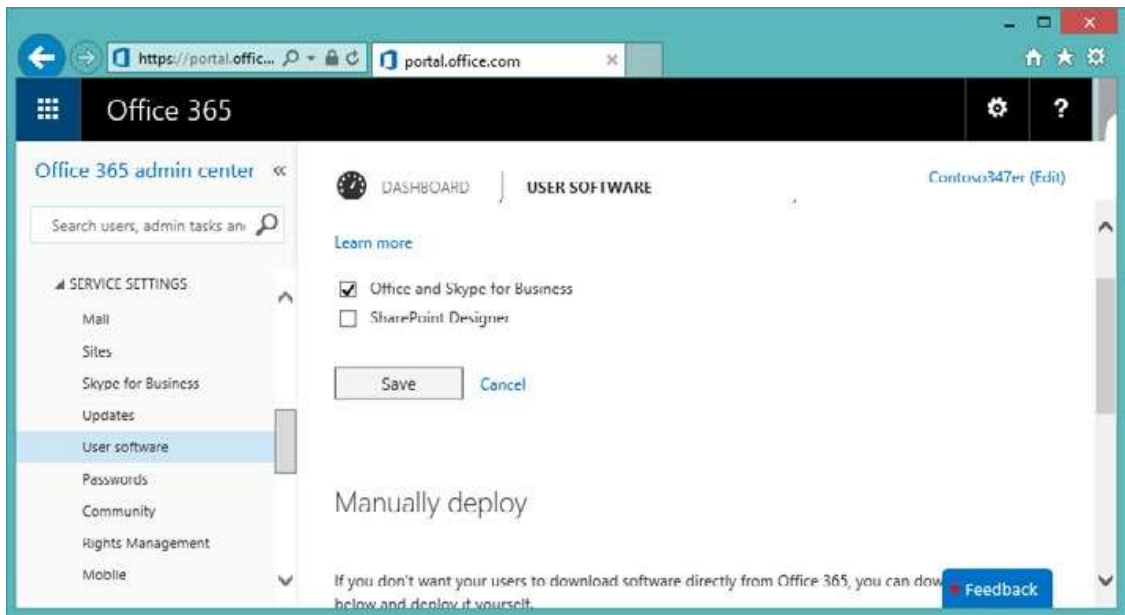 https://portal.offic...
portal.office.com
Office 365
?
Office 365 admin center «
DASHBOARD
USER SOFTWARE
Contoso347er (Edit)
Search users, admin tasks an
Learn more
SERVICE SETTINGS
Office and Skype for Business
Mail
SharePoint Designer
Sites
Skype for Business
Save
Cancel
Updates
User software
Passwords
Manually deploy
Community
Rights Management
Mobile
If you don't want your users to download software directly from Office 365, you can dow
Feedback
below and deploy it yourself.